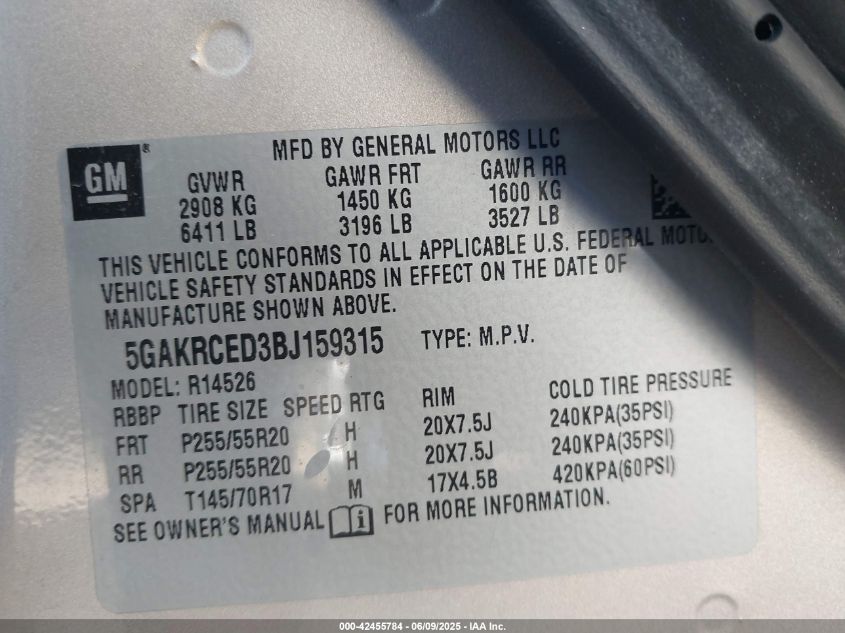 GM ®
MFD BY GENERAL MOTORS LLC
GVWR GAWR FRT GAWR RR
2908 KG 1450 KG 1600 KG
6411 LB 3196 LB 3527 LB
THIS VEHICLE CONFORMS TO ALL APPLICABLE U.S. FEDERAL
VEHICLE SAFETY STANDARDS IN EFFECT ON THE DATE OF
MANUFACTURE SHOWN ABOVE.
5GAKRCED3BJ159315 TYPE: M.P.V.
MODEL: R14526
RBBP TIRE SIZE SPEED RTG RIM COLD TIRE PRESSURE
FRT P255/55R20 H 20X7.5J 240KPA(35PSI)
RR P255/55R20 H 20X7.5J 240KPA(35PSI)
SPA T145/70R17 M 17X4.5B 420KPA(60PSI)
SEE OWNER'S MANUAL i FOR MORE INFORMATION.
000-42455784 - 06/09/2025 - IAA Inc.